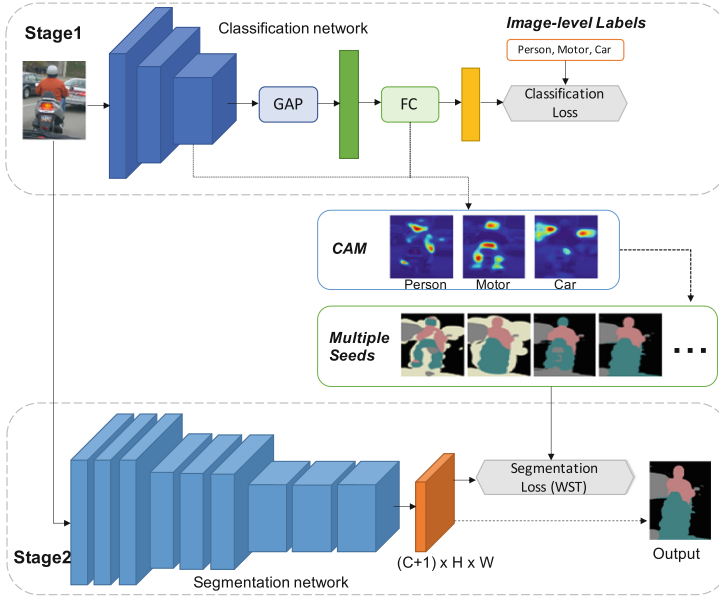 Stage1
Classification network
Image-level Labels
Person, Motor, Car
GAP
FC
Classification
Loss
CAM
Person
Motor
Car
Multiple
Seeds
...
Segmentation
Loss (WST)
Stage2
Segmentation network
(C+1) x H x W
Output